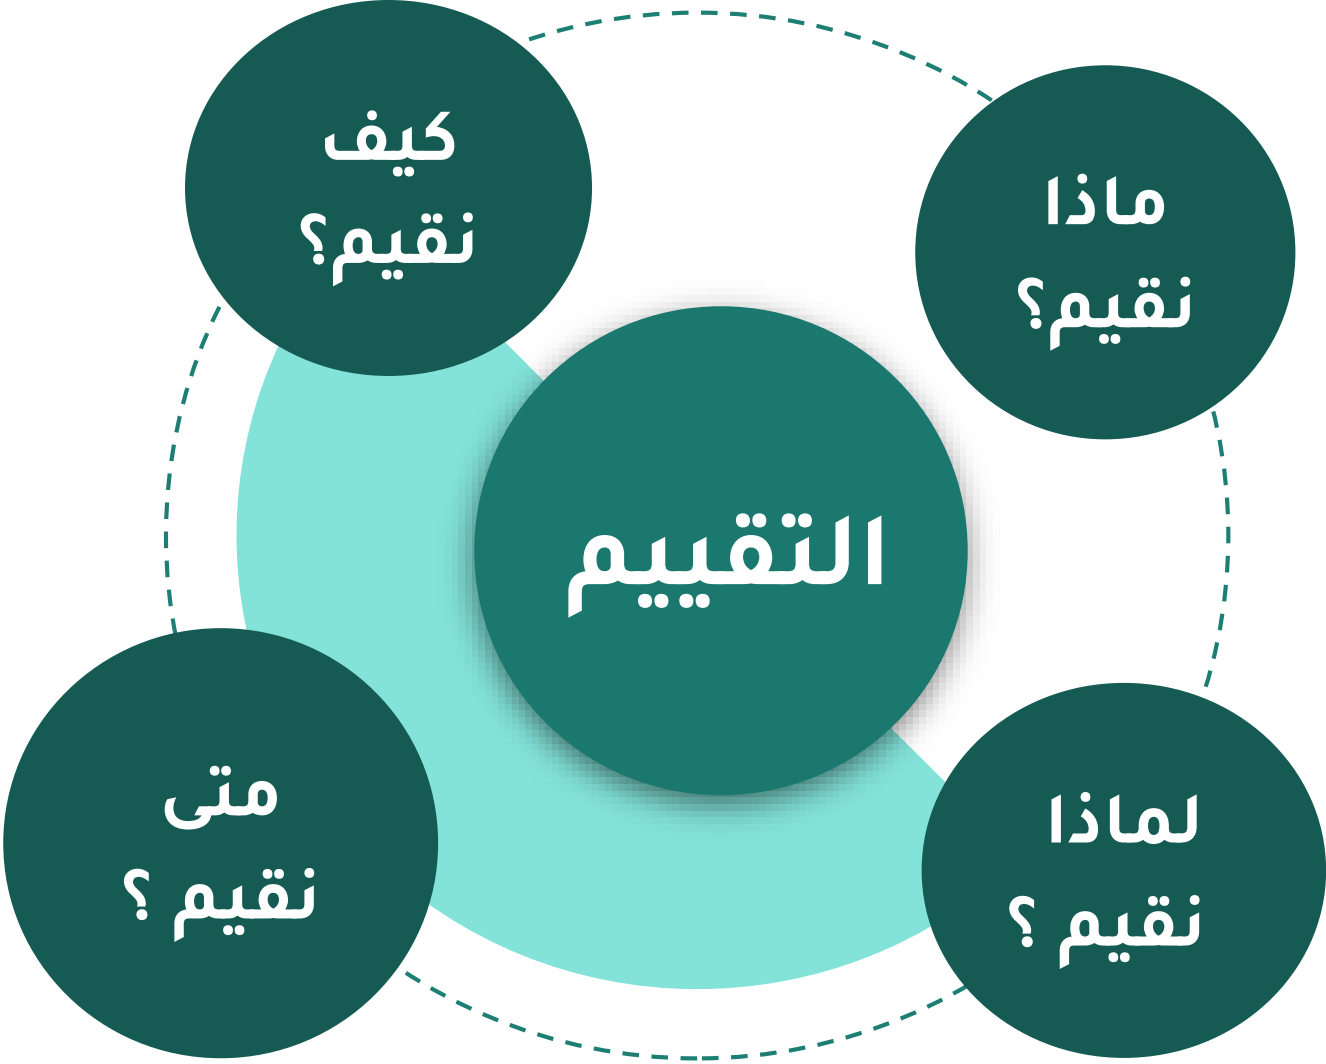 ماذا
نقيم؟
كيف
نقيم؟
التقييم
لماذا
نقيم ؟
متى
نقيم ؟